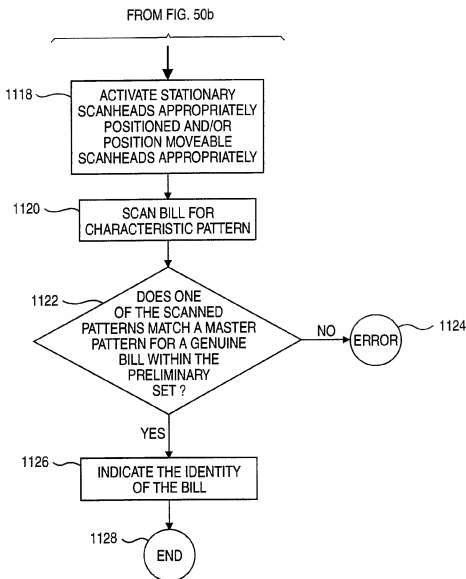 FROM FIG. 50b
1118
ACTIVATE STATIONARY
SCANHEADS APPROPRIATELY
POSITIONED AND/OR
POSITION MOVEABLE
SCANHEADS APPROPRIATELY
1120
SCAN BILL FOR
CHARACTERISTIC PATTERN
1122
DOES ONE
OF THE SCANNED
PATTERNS MATCH A MASTER
PATTERN FOR A GENUINE
BILL WITHIN THE
PRELIMINARY
SET ?
NO
ERROR
1124
YES
1126
INDICATE THE IDENTITY
OF THE BILL
1128
END